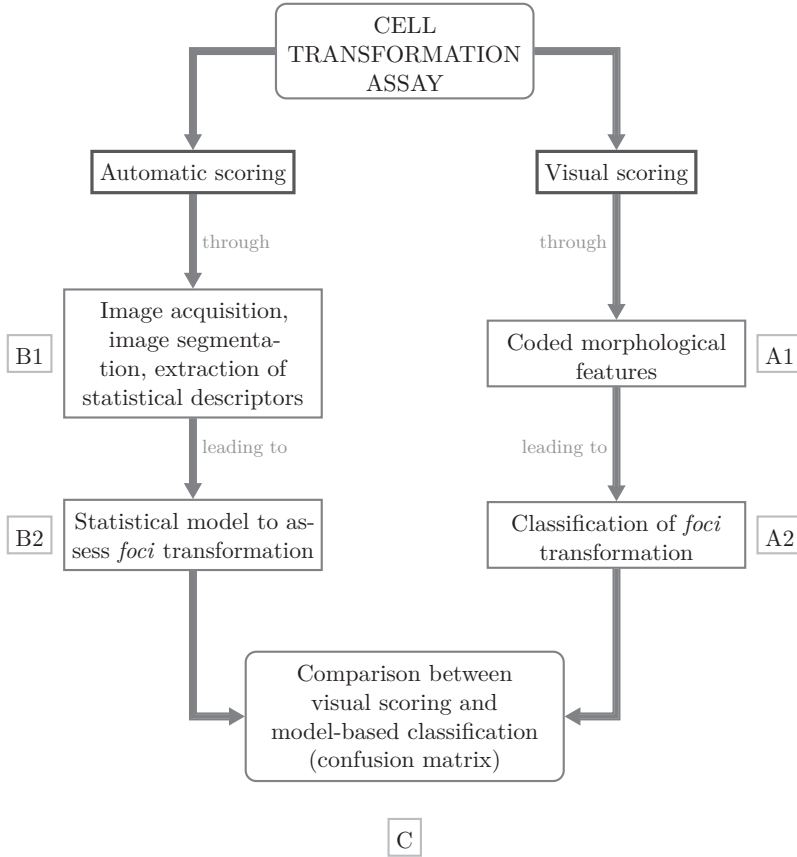 CELL
TRANSFORMATION
ASSAY
Automatic scoring
Visual scoring
through
through
Image acquisition,
image segmenta-
tion, extraction of
statistical descriptors
B1
Coded morphological
features
A1
leading to
leading to
Statistical model to as-
sess foci transformation
B2
Classification of foci
transformation
A2
Comparison between
visual scoring and
model-based classification
(confusion matrix)
C